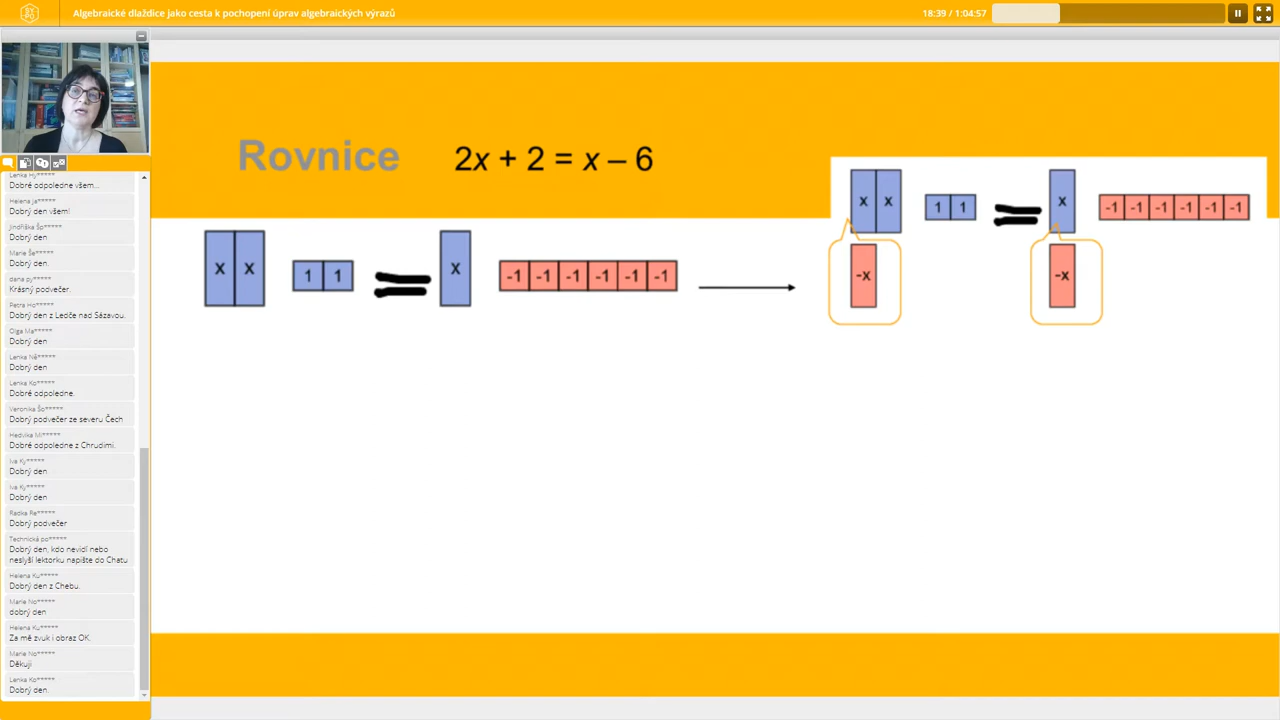 SYPO
Algebraické dlaždice jako cesta k pochopení úprav algebraických výrazů
18:39 / 1:04:57
Rovnice 2x + 2 = x – 6
x x 1 1 = x -1 -1 -1 -1 -1 -1
x x 1 1 = x -1 -1 -1 -1 -1 -1
-x -x
Lenka Hy*****
Dobré odpoledne všem...
Helena Ja*****
Dobrý den všem!
Jindřiška Šo*****
Dobrý den
Marie Še*****
Dobrý den.
dana py*****
Krásný podvečer.
Petra Ho*****
Dobrý den z Ledče nad Sázavou.
Olga Ma*****
Dobrý den
Lenka Ně*****
Dobrý den
Lenka Ko*****
Dobré odpoledne.
Veronika Šo*****
Dobrý podvečer ze severu Čech
Hedvika Mi*****
Dobré odpoledne z Chrudimi.
Iva Ky*****
Dobrý den
Iva Ky*****
Dobrý den
Radka Re*****
Dobrý podvečer
Technická po*****
Dobrý den, kdo nevidí nebo
neslyší lektorku napište do Chatu
Helena Ku*****
Dobrý den z Chebu.
Marie No*****
dobrý den
Helena Ku*****
Za mě zvuk i obraz OK.
Marie No*****
Děkuji
Lenka Ko*****
Dobrý den.